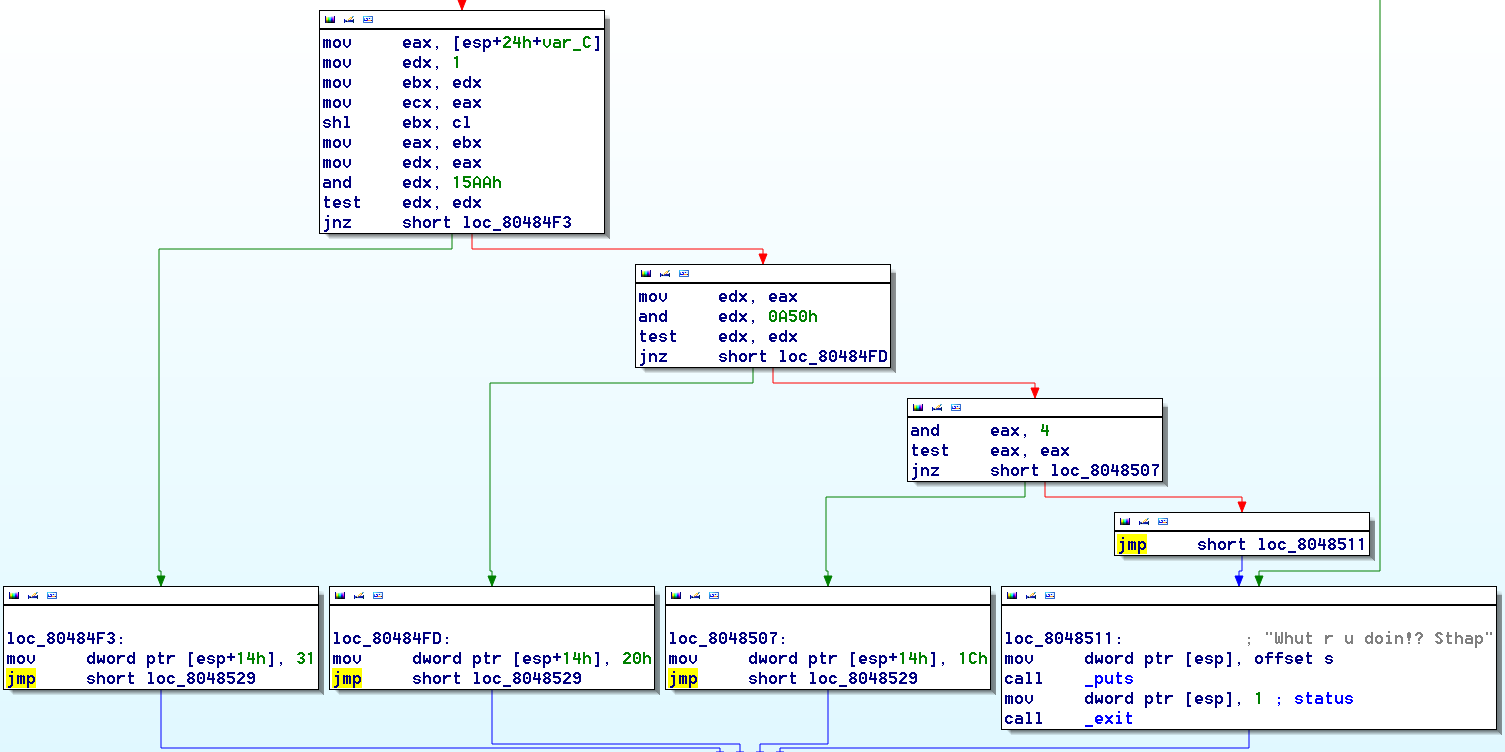 mov eax, [esp+24h+var_C]
mov edx, 1
mov ebx, edx
mov ecx, eax
shl ebx, cl
mov eax, ebx
mov edx, eax
and edx, 15AAh
test edx, edx
jnz short loc_80484F3
mov edx, eax
and edx, 0A50h
test edx, edx
jnz short loc_80484FD
and eax, 4
test eax, eax
jnz short loc_8048507
jmp short loc_8048511
loc_80484F3:
mov dword ptr [esp+14h], 31
jmp short loc_8048529
loc_80484FD:
mov dword ptr [esp+14h], 20h
jmp short loc_8048529
loc_8048507:
mov dword ptr [esp+14h], 1Ch
jmp short loc_8048529
loc_8048511: ; "Whut r u doin!? Sthap"
mov dword ptr [esp], offset s
call _puts
mov dword ptr [esp], 1 ; status
call _exit